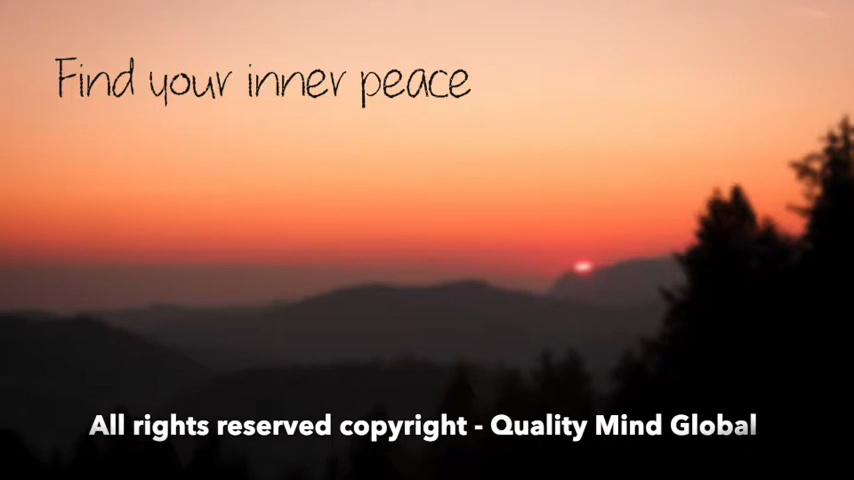 Find your inner peace
All rights reserved copyright - Quality Mind Global